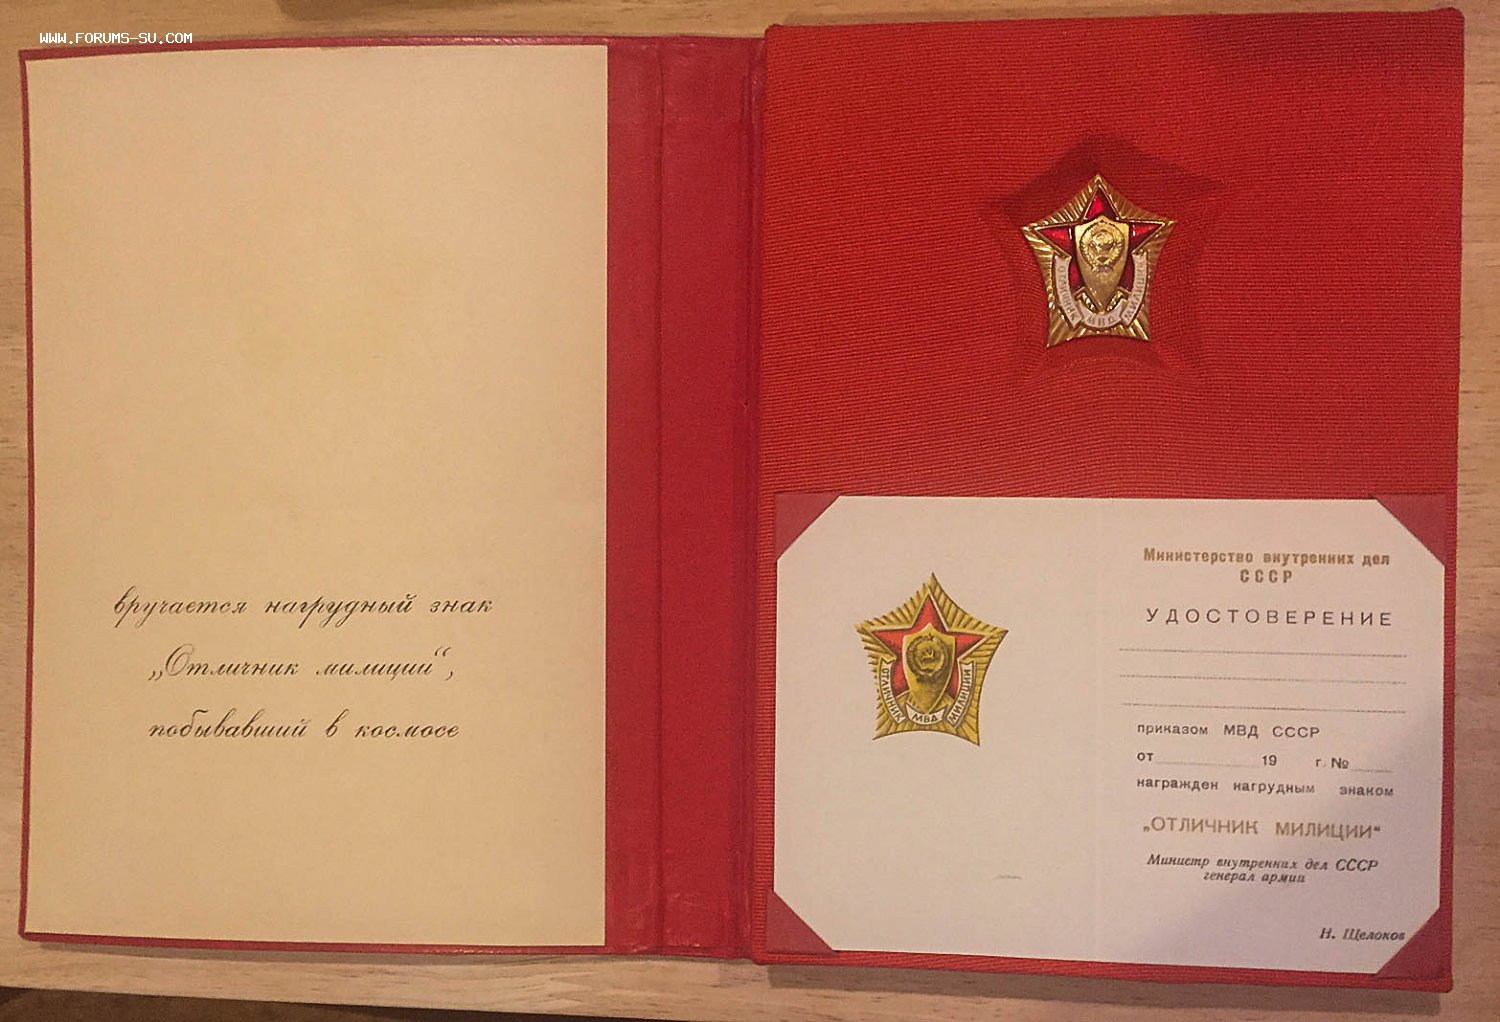 WWW.FORUMS-SU.COM
вручается нагрудный знак
„Отличник милиции“,
побывавший в космосе
ОТЛИЧНИК МВД МИЛИЦИИ
ОТЛИЧНИК МВД МИЛИЦИИ
Министерство внутренних дел
СССР
УДОСТОВЕРЕНИЕ
приказом МВД СССР
от 19 г. №
награжден нагрудным знаком
„ОТЛИЧНИК МИЛИЦИИ“
Министр внутренних дел СССР
генерал армии
Н. Щелоков